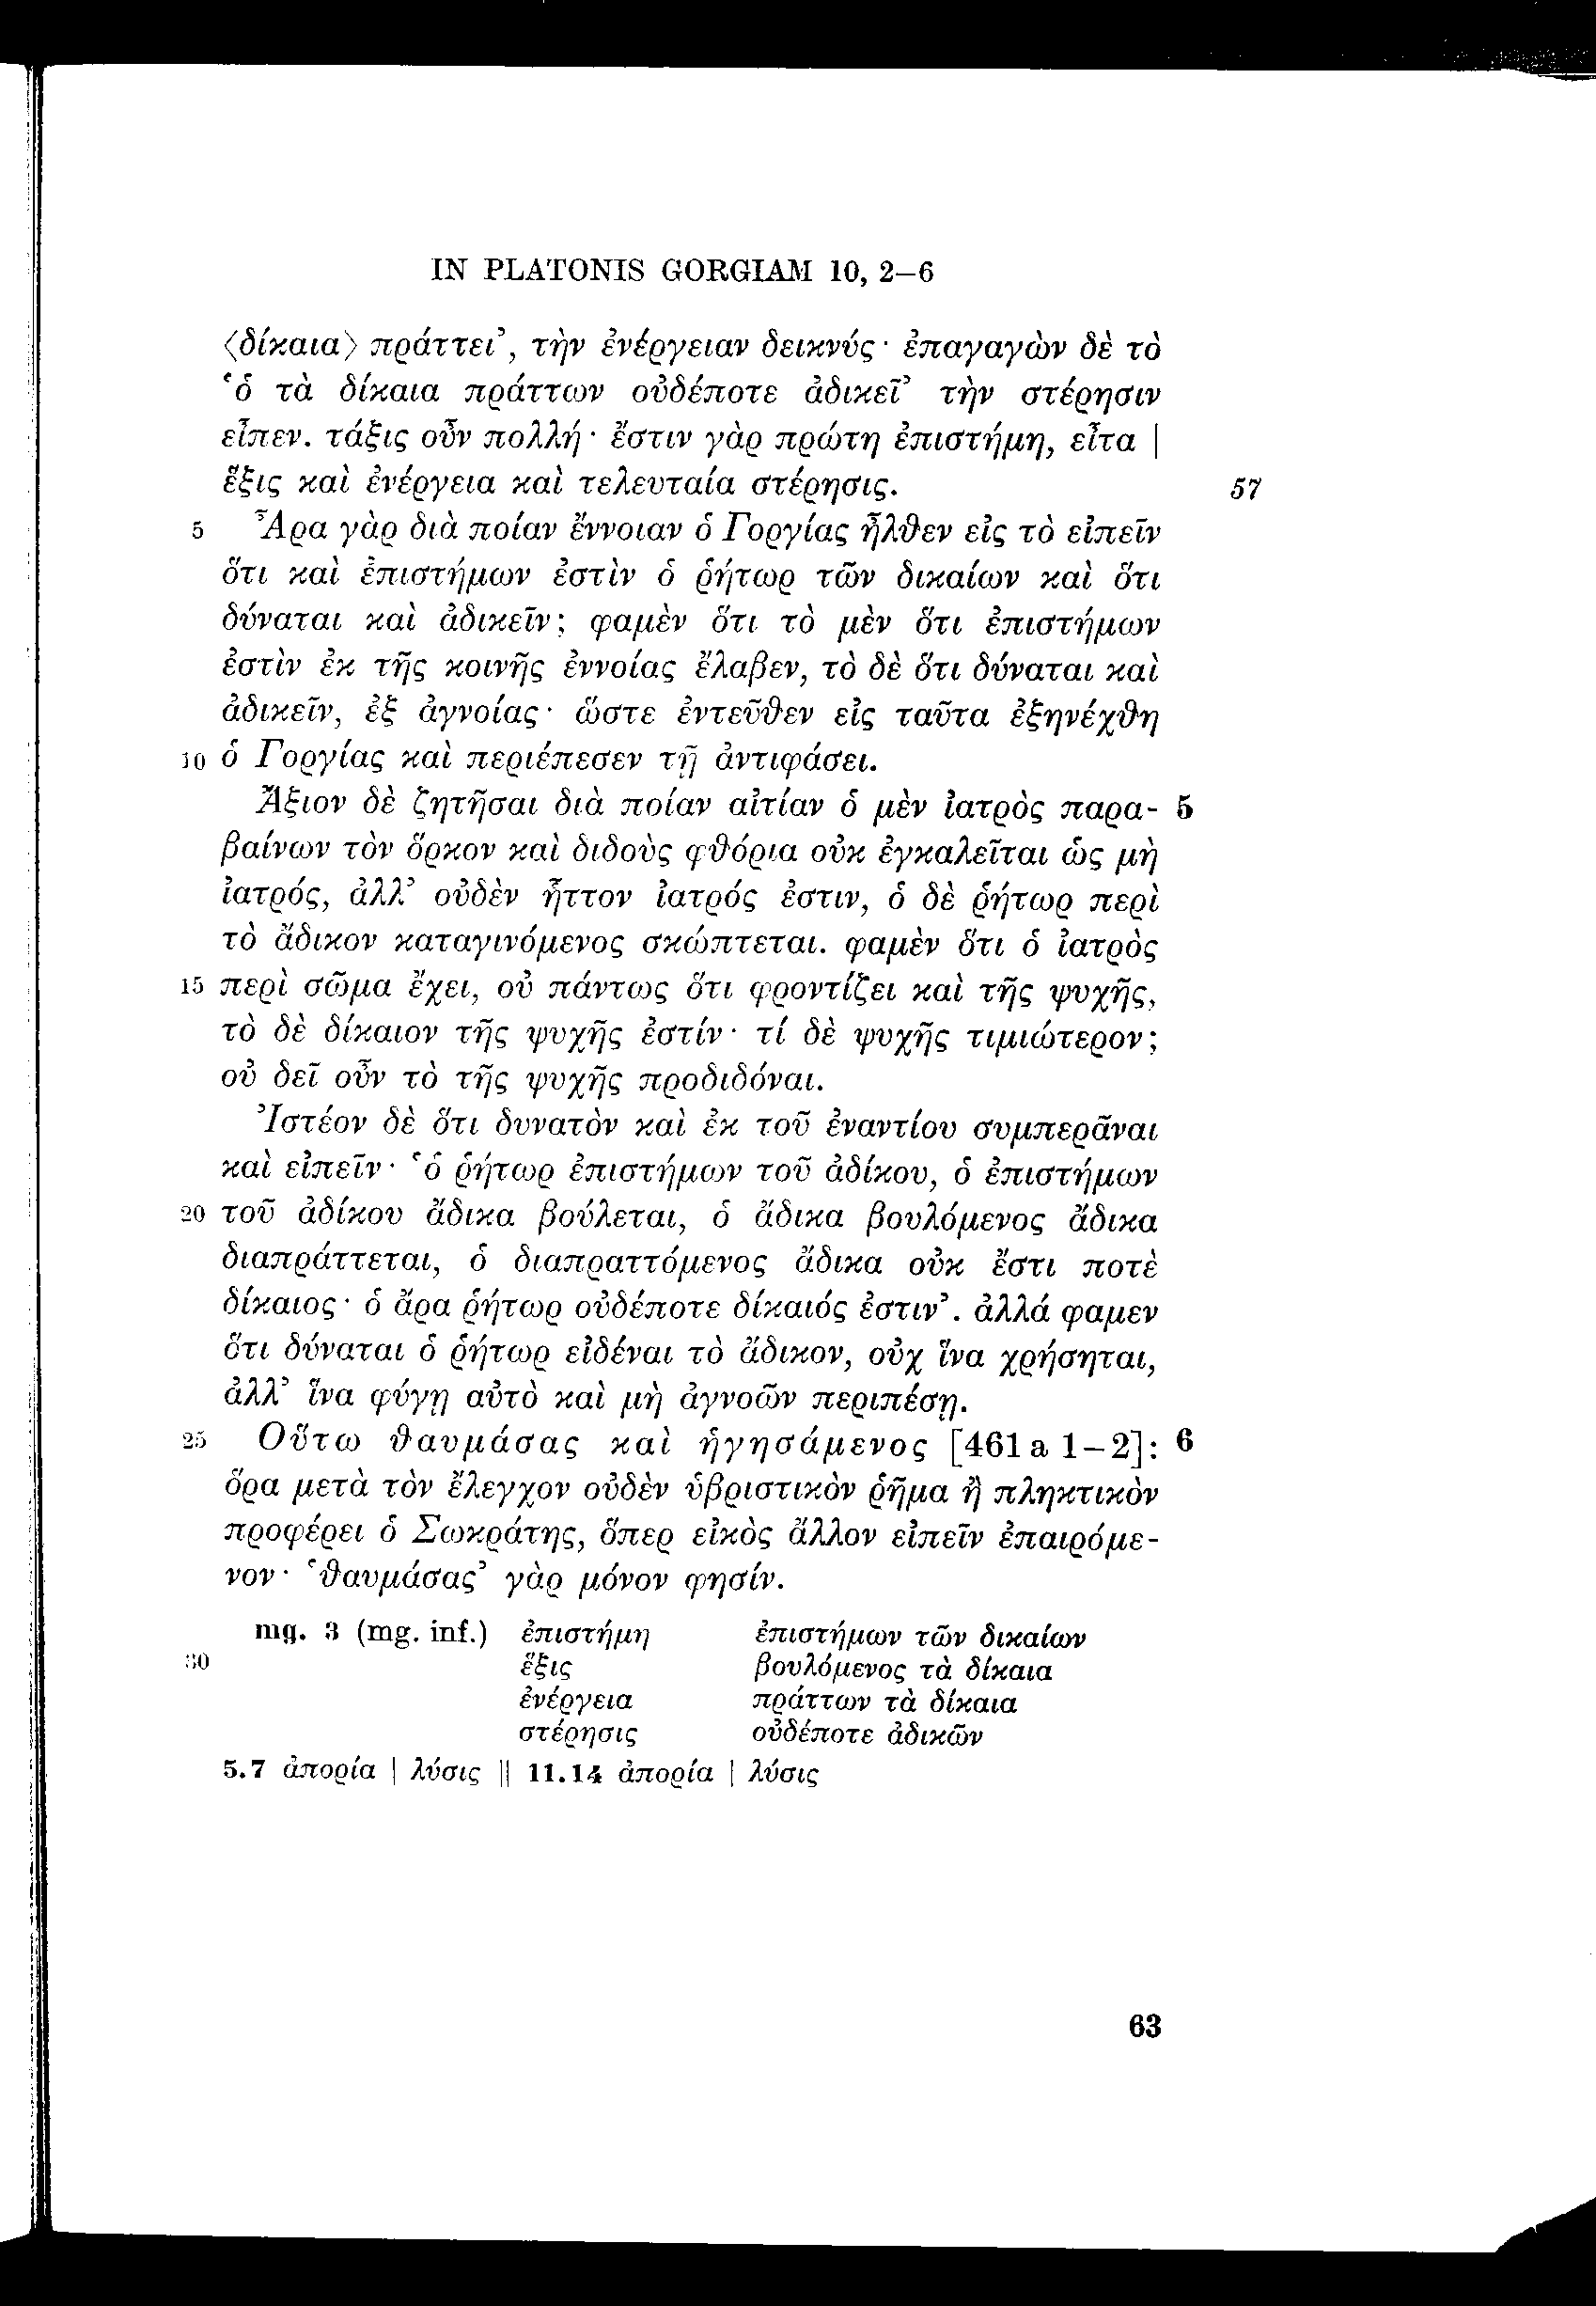 IN PLATONIS GORGIAM 10, 2–6
⟨δίκαια⟩ πράττει’, τὴν ἐνέργειαν δεικνύς· ἐπαγαγὼν δὲ τὸ
‘ὁ τὰ δίκαια πράττων οὐδέποτε ἀδικεῖ’ τὴν στέρησιν
εἶπεν. τάξις οὖν πολλή· ἔστιν γὰρ πρώτη ἐπιστήμη, εἶτα |
ἕξις καὶ ἐνέργεια καὶ τελευταία στέρησις. 57
5 Ἆρα γὰρ διὰ ποίαν ἔννοιαν ὁ Γοργίας ἦλθεν εἰς τὸ εἰπεῖν
ὅτι καὶ ἐπιστήμων ἐστὶν ὁ ῥήτωρ τῶν δικαίων καὶ ὅτι
δύναται καὶ ἀδικεῖν; φαμὲν ὅτι τὸ μὲν ὅτι ἐπιστήμων
ἐστὶν ἐκ τῆς κοινῆς ἐννοίας ἔλαβεν, τὸ δὲ ὅτι δύναται καὶ
ἀδικεῖν, ἐξ ἀγνοίας· ὥστε ἐντεῦθεν εἰς ταῦτα ἐξηνέχθη
10 ὁ Γοργίας καὶ περιέπεσεν τῇ ἀντιφάσει.
Ἄξιον δὲ ζητῆσαι διὰ ποίαν αἰτίαν ὁ μὲν ἰατρὸς παρα- 5
βαίνων τὸν ὅρκον καὶ διδοὺς φθόρια οὐκ ἐγκαλεῖται ὡς μὴ
ἰατρός, ἀλλ’ οὐδὲν ἧττον ἰατρός ἐστιν, ὁ δὲ ῥήτωρ περὶ
τὸ ἄδικον καταγινόμενος σκώπτεται. φαμὲν ὅτι ὁ ἰατρὸς
15 περὶ σῶμα ἔχει, οὐ πάντως ὅτι φροντίζει καὶ τῆς ψυχῆς,
τὸ δὲ δίκαιον τῆς ψυχῆς ἐστίν· τί δὲ ψυχῆς τιμιώτερον;
οὐ δεῖ οὖν τὸ τῆς ψυχῆς προδιδόναι.
Ἰστέον δὲ ὅτι δυνατὸν καὶ ἐκ τοῦ ἐναντίου συμπερᾶναι
καὶ εἰπεῖν· ‘ὁ ῥήτωρ ἐπιστήμων τοῦ ἀδίκου, ὁ ἐπιστήμων
20 τοῦ ἀδίκου ἄδικα βούλεται, ὁ ἄδικα βουλόμενος ἄδικα
διαπράττεται, ὁ διαπραττόμενος ἄδικα οὐκ ἔστι ποτὲ
δίκαιος· ὁ ἄρα ῥήτωρ οὐδέποτε δίκαιός ἐστιν’. ἀλλά φαμεν
ὅτι δύναται ὁ ῥήτωρ εἰδέναι τὸ ἄδικον, οὐχ ἵνα χρήσηται,
ἀλλ’ ἵνα φύγῃ αὐτὸ καὶ μὴ ἀγνοῶν περιπέσῃ.
25 Οὕτω θαυμάσας καὶ ἡγησάμενος [461 a 1–2]: 6
ὅρα μετὰ τὸν ἔλεγχον οὐδὲν ὑβριστικὸν ῥῆμα ἢ πληκτικὸν
προφέρει ὁ Σωκράτης, ὅπερ εἰκὸς ἄλλον εἰπεῖν ἐπαιρόμε-
νον· ‘θαυμάσας’ γὰρ μόνον φησίν.
mg. 3 (mg. inf.) ἐπιστήμη ἐπιστήμων τῶν δικαίων
30 ἕξις βουλόμενος τὰ δίκαια
ἐνέργεια πράττων τὰ δίκαια
στέρησις οὐδέποτε ἀδικῶν
5.7 ἀπορία | λύσις || 11.14 ἀπορία | λύσις
63